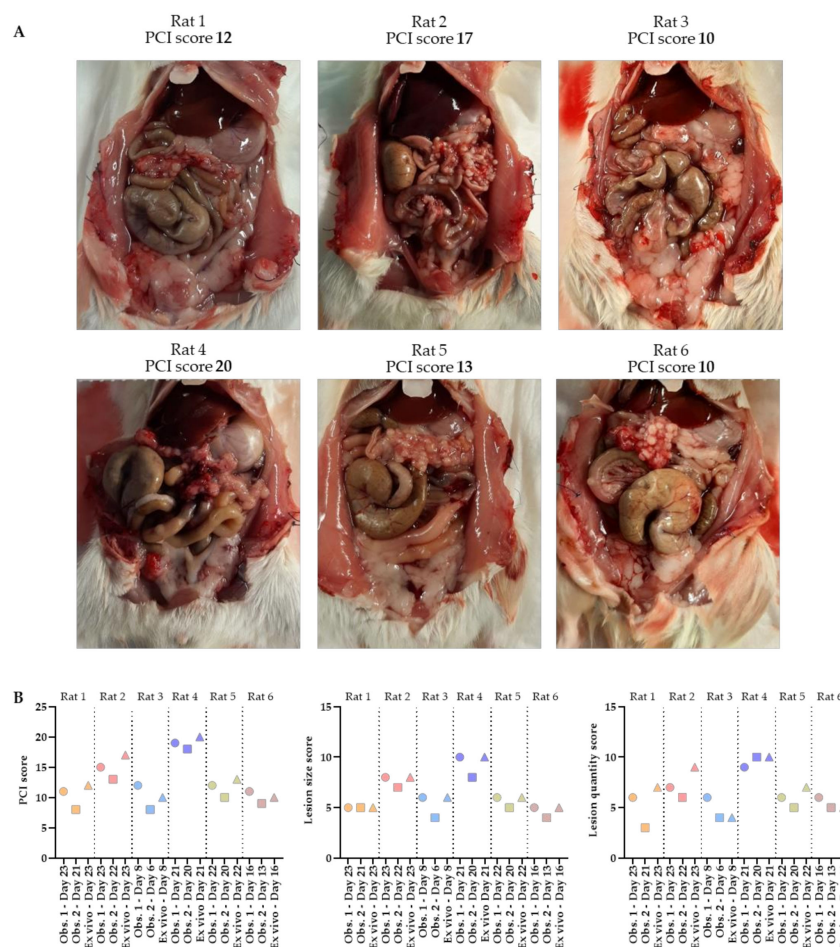 A
Rat 1
PCI score 12
Rat 2
PCI score 17
Rat 3
PCI score 10
Rat 4
PCI score 20
Rat 5
PCI score 13
Rat 6
PCI score 10
B
Rat 1 Rat 2 Rat 3 Rat 4 Rat 5 Rat 6
PCI score
25
20
15
10
5
0
Obs. 1 - Day 23
Obs. 2 - Day 21
Ex vivo - Day 23
Obs. 1 - Day 23
Obs. 2 - Day 22
Ex vivo - Day 23
Obs. 1 - Day 8
Obs. 2 - Day 6
Ex vivo - Day 8
Obs. 1 - Day 21
Obs. 2 - Day 20
Ex vivo Day 21
Obs. 1 - Day 22
Obs. 2 - Day 20
Ex vivo - Day 22
Obs. 1 - Day 16
Obs. 2 - Day 13
Ex vivo - Day 16
Rat 1 Rat 2 Rat 3 Rat 4 Rat 5 Rat 6
Lesion size score
15
10
5
0
Obs. 1 - Day 23
Obs. 2 - Day 21
Ex vivo - Day 23
Obs. 1 - Day 23
Obs. 2 - Day 22
Ex vivo - Day 23
Obs. 1 - Day 8
Obs. 2 - Day 6
Ex vivo - Day 8
Obs. 1 - Day 21
Obs. 2 - Day 20
Ex vivo Day 21
Obs. 1 - Day 22
Obs. 2 - Day 20
Ex vivo - Day 22
Obs. 1 - Day 16
Obs. 2 - Day 13
Ex vivo - Day 16
Rat 1 Rat 2 Rat 3 Rat 4 Rat 5 Rat 6
Lesion quantity score
15
10
5
0
Obs. 1 - Day 23
Obs. 2 - Day 21
Ex vivo - Day 23
Obs. 1 - Day 23
Obs. 2 - Day 22
Ex vivo - Day 23
Obs. 1 - Day 8
Obs. 2 - Day 6
Ex vivo - Day 8
Obs. 1 - Day 21
Obs. 2 - Day 20
Ex vivo Day 21
Obs. 1 - Day 22
Obs. 2 - Day 20
Ex vivo - Day 22
Obs. 1 - Day 16
Obs. 2 - Day 13